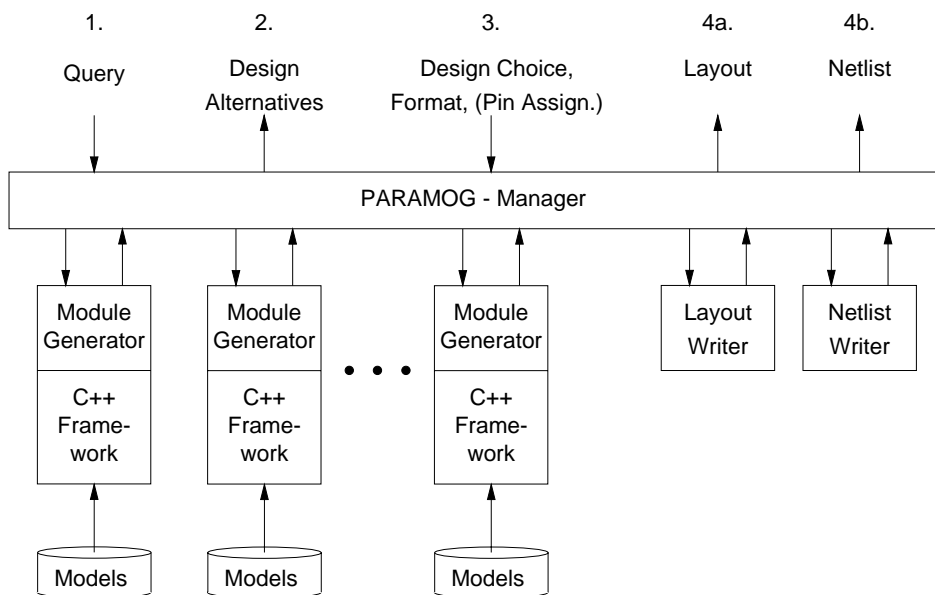 1.
2.
3.
4a.
4b.
Query
Design
Alternatives
Design Choice,
Format, (Pin Assign.)
Layout
Netlist
PARAMOG - Manager
Module
Generator
C++
Frame-
work
Models
Module
Generator
C++
Frame-
work
Models
Module
Generator
C++
Frame-
work
Models
Layout
Writer
Netlist
Writer